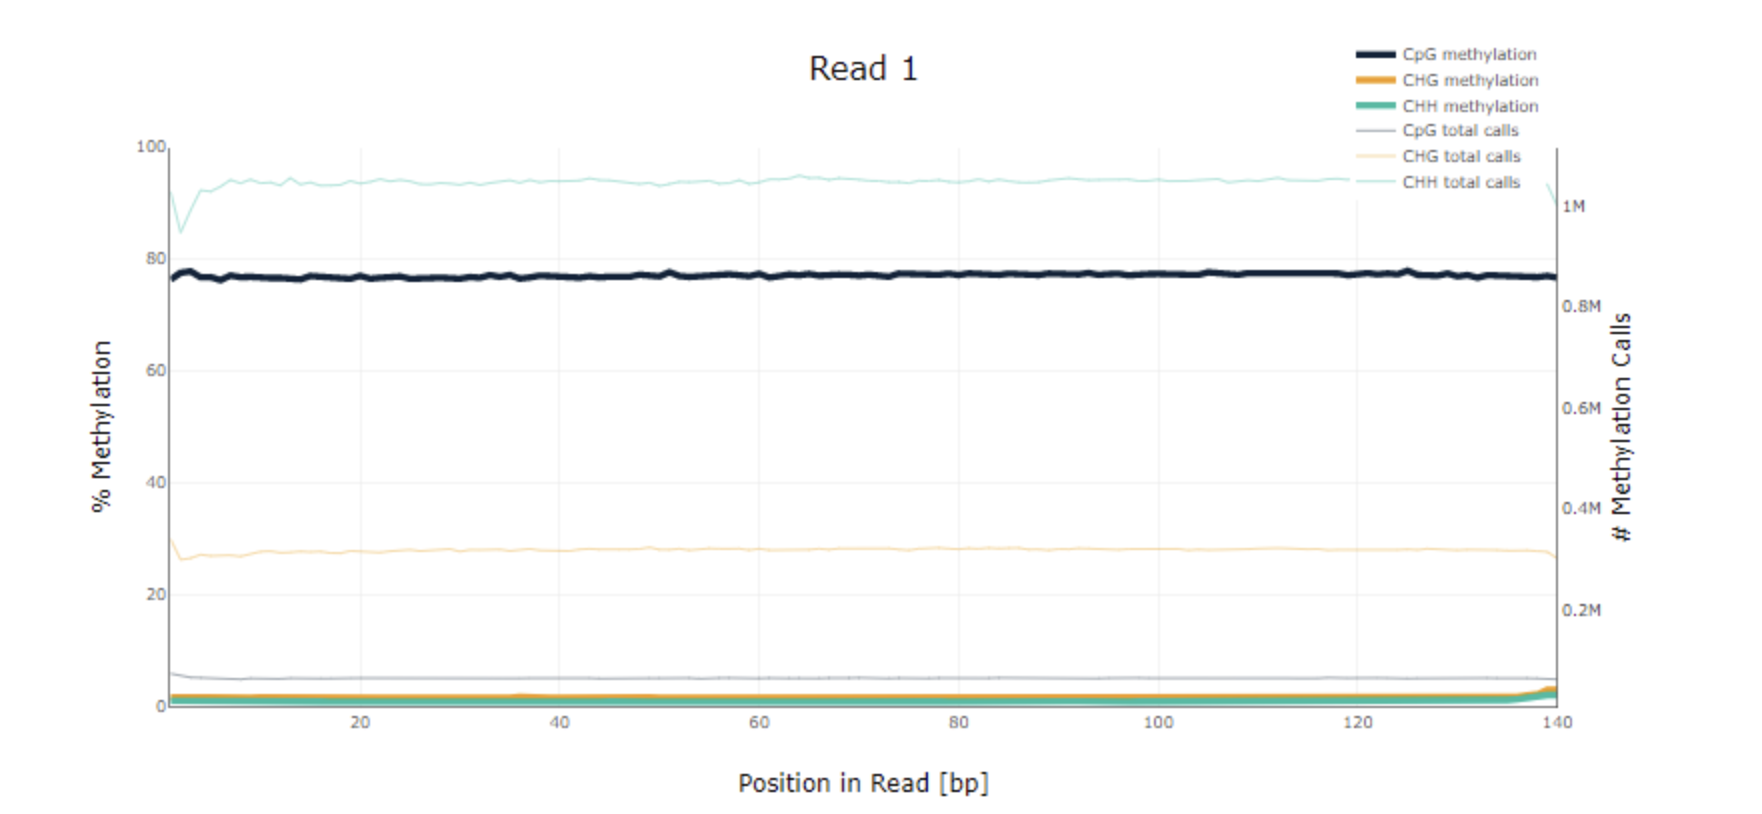 Read 1
CpG methylation
CHG methylation
CHH methylation
CpG total calls
CHG total calls
CHH total calls
100
80
60
40
20
0
% Methylation
1M
0.8M
0.6M
0.4M
0.2M
# Methylation Calls
20
40
60
80
100
120
140
Position in Read [bp]